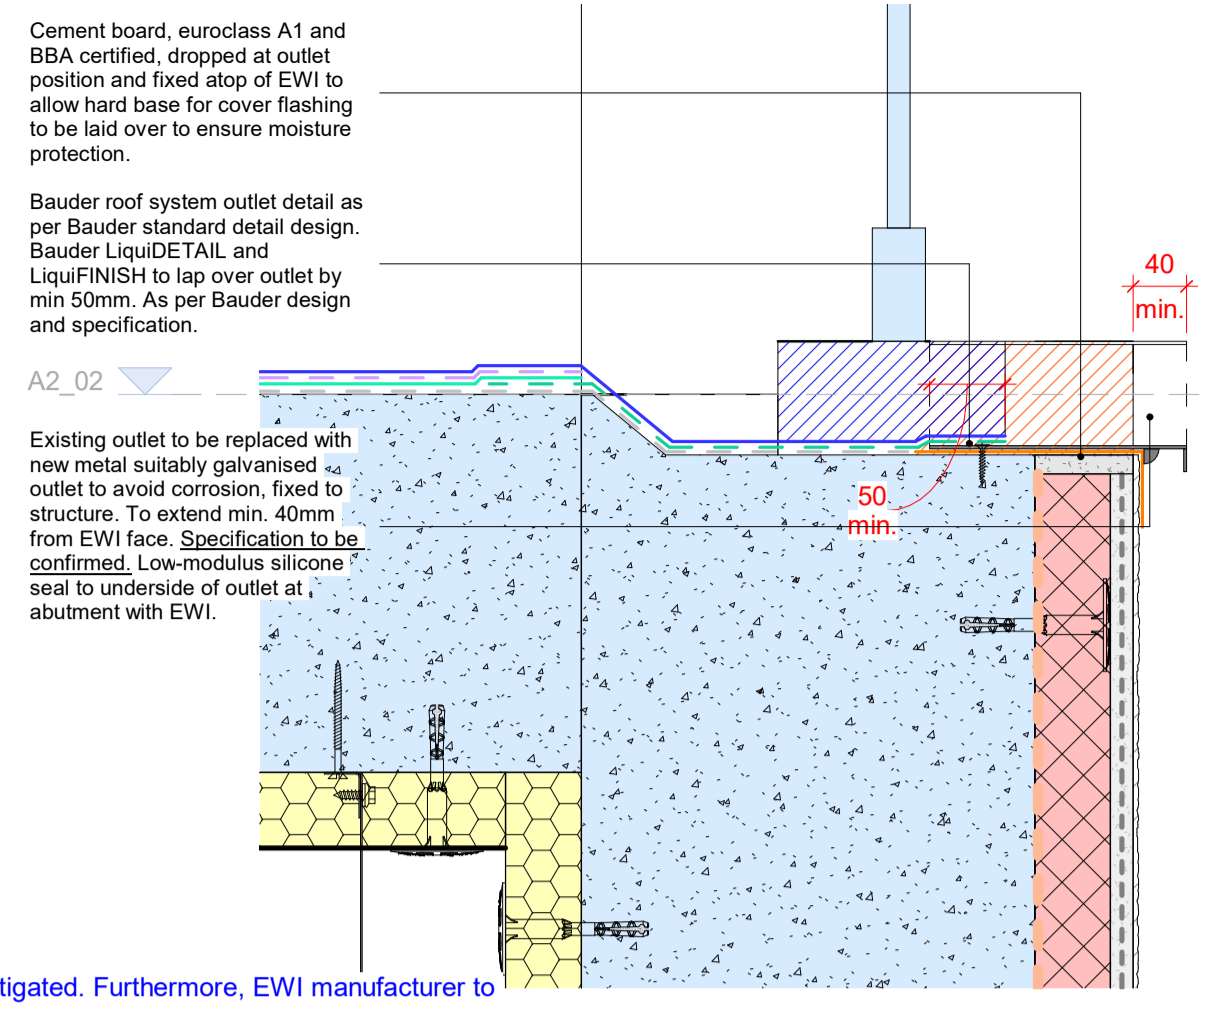 Cement board, euroclass A1 and
BBA certified, dropped at outlet
position and fixed atop of EWI to
allow hard base for cover flashing
to be laid over to ensure moisture
protection.
Bauder roof system outlet detail as
per Bauder standard detail design.
Bauder LiquiDETAIL and
LiquiFINISH to lap over outlet by
min 50mm. As per Bauder design
and specification.
40
min.
A2_02
Existing outlet to be replaced with
new metal suitably galvanised
outlet to avoid corrosion, fixed to
structure. To extend min. 40mm
from EWI face. Specification to be
confirmed. Low-modulus silicone
seal to underside of outlet at
abutment with EWI.
50
min.
tigated. Furthermore, EWI manufacturer to